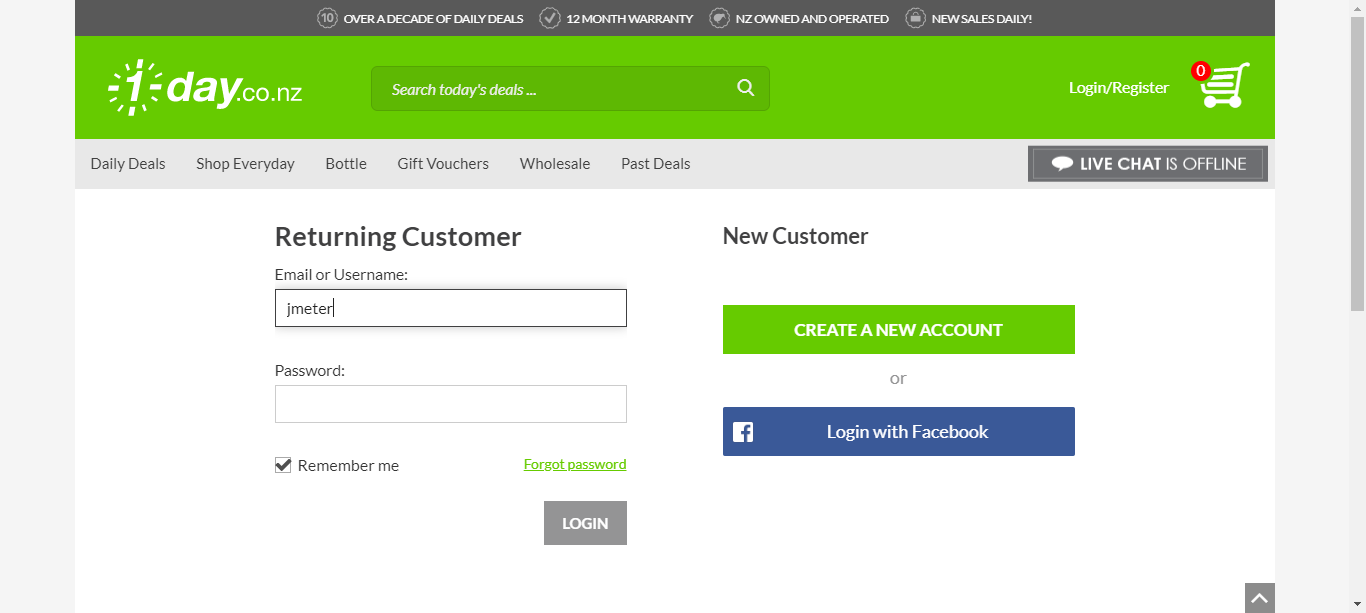 10 OVER A DECADE OF DAILY DEALS 12 MONTH WARRANTY NZ OWNED AND OPERATED NEW SALES DAILY!
1-day.co.nz
Search today's deals ...
Login/Register
0
Daily Deals Shop Everyday Bottle Gift Vouchers Wholesale Past Deals
LIVE CHAT IS OFFLINE
Returning Customer
Email or Username:
jmeter
Password:
Remember me
Forgot password
LOGIN
New Customer
CREATE A NEW ACCOUNT
or
Login with Facebook